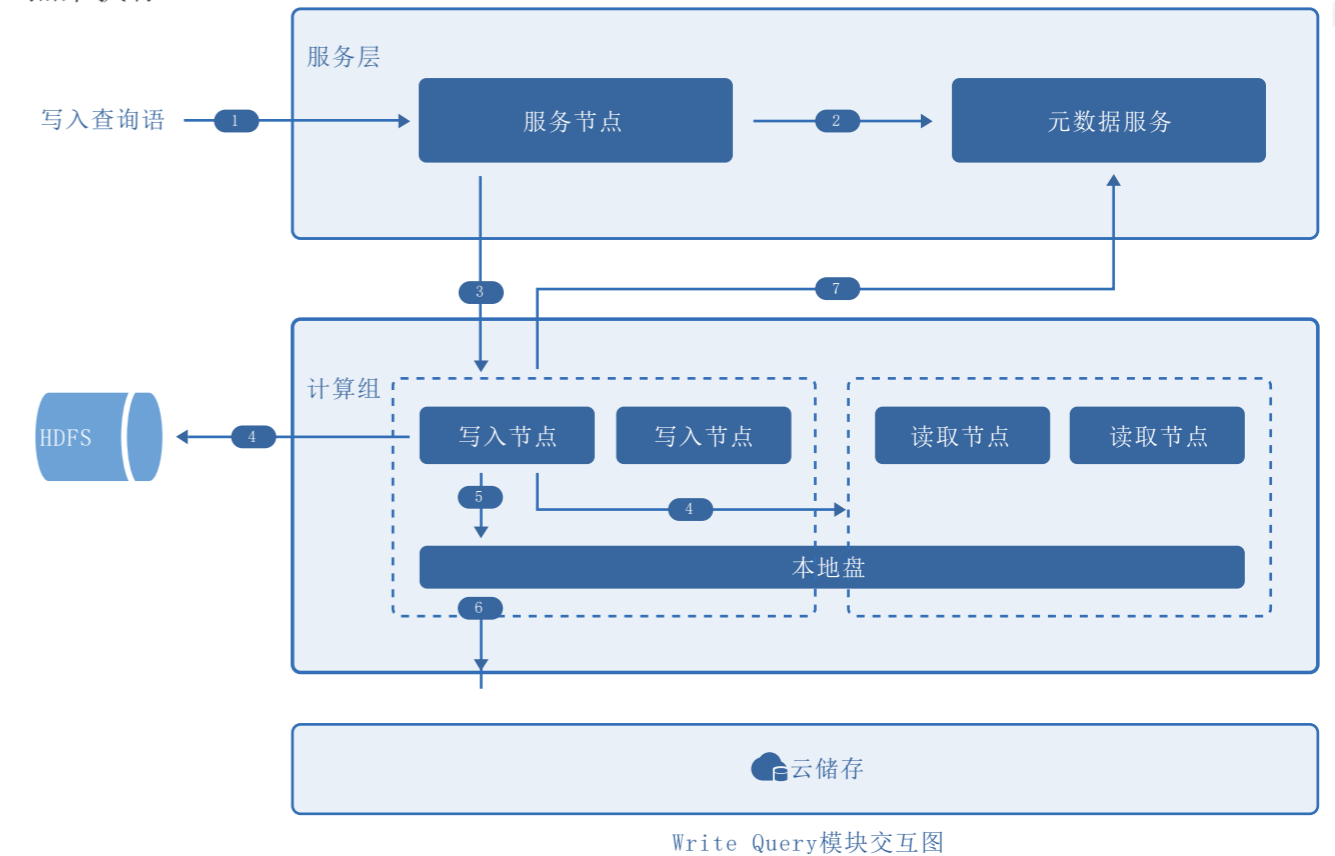 服务层
写入查询语
1
服务节点
2
元数据服务
3
7
计算组
HDFS
4
写入节点
写入节点
读取节点
读取节点
5
4
本地盘
6
云储存
Write Query模块交互图